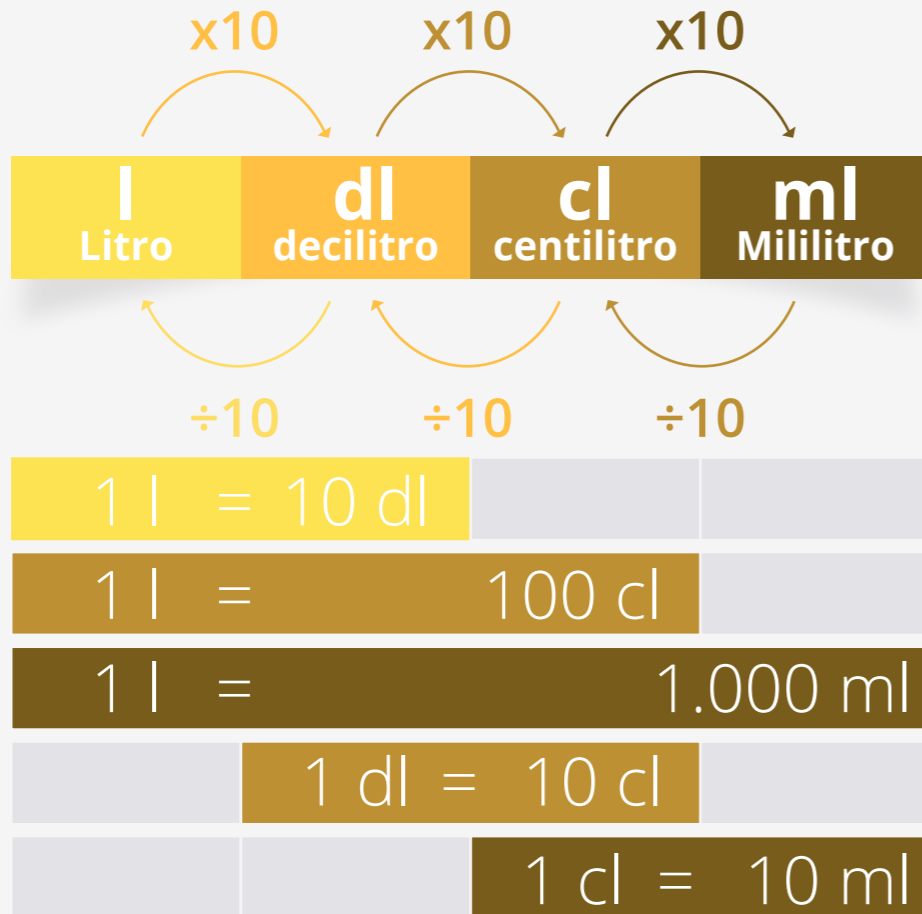 x10 x10 x10
l dl cl ml
Litro decilitro centilitro Mililitro
÷10 ÷10 ÷10
1 l = 10 dl
1 l = 100 cl
1 l = 1.000 ml
1 dl = 10 cl
1 cl = 10 ml